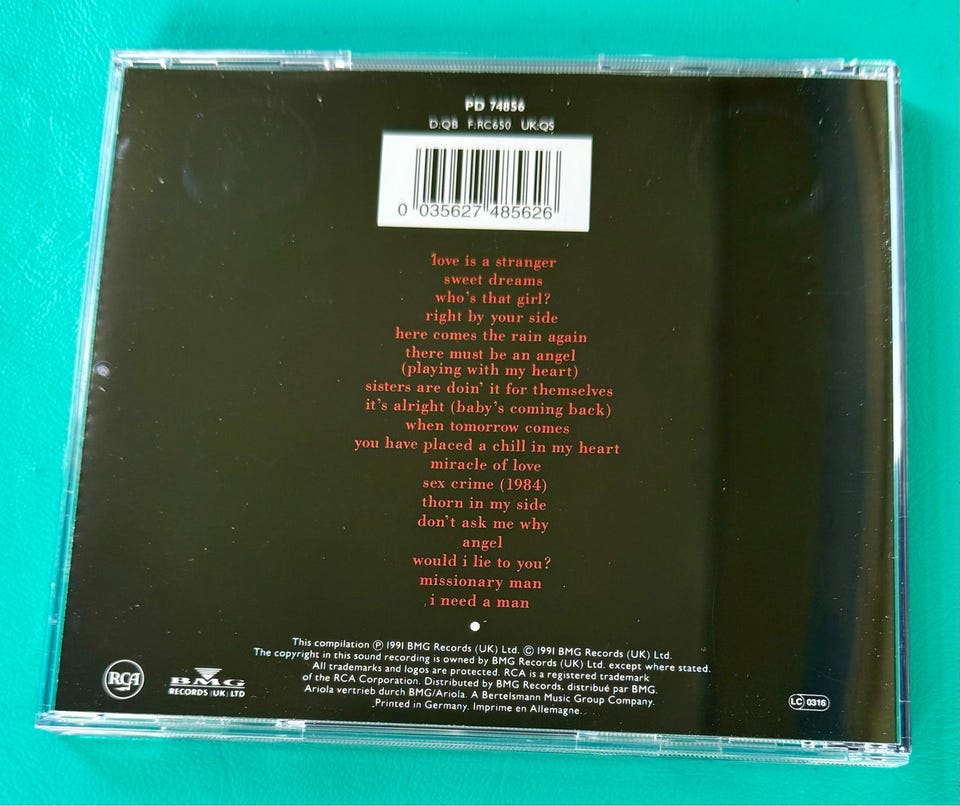 PD 74856
D:QB F:RC650 UK:QS
0 035627 485626
love is a stranger
sweet dreams
who's that girl?
right by your side
here comes the rain again
there must be an angel
(playing with my heart)
sisters are doin' it for themselves
it's alright (baby's coming back)
when tomorrow comes
you have placed a chill in my heart
miracle of love
sex crime (1984)
thorn in my side
don't ask me why
angel
would i lie to you?
missionary man
i need a man
This compilation ℗ 1991 BMG Records (UK) Ltd. © 1991 BMG Records (UK) Ltd.
The copyright in this sound recording is owned by BMG Records (UK) Ltd. except where stated.
All trademarks and logos are protected. RCA is a registered trademark
of the RCA Corporation. Distributed by BMG Records, distribué par BMG.
Ariola vertrieb durch BMG/Ariola. A Bertelsmann Music Group Company.
Printed in Germany. Imprime en Allemagne.
RCA
BMG
RECORDS (UK) LTD
LC 0316